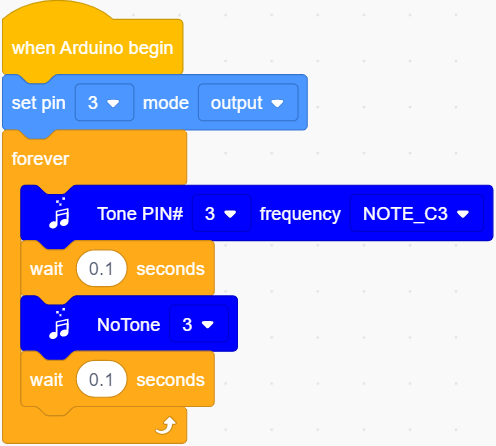 when Arduino begin
set pin 3 mode output
forever
Tone PIN# 3 frequency NOTE_C3
wait 0.1 seconds
NoTone 3
wait 0.1 seconds